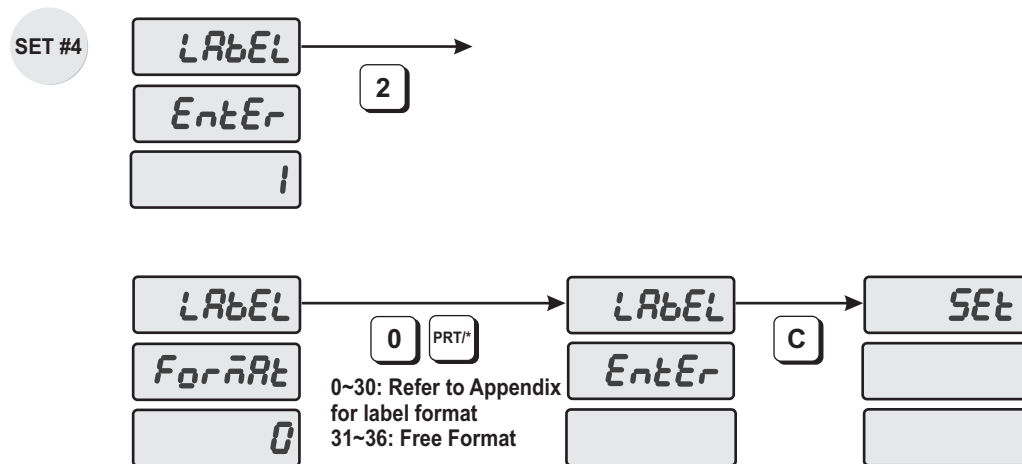 SET #4
LAbEL
EntEr
1
2
LAbEL
FormAt
0
0 PRT/*
0~30: Refer to Appendix
for label format
31~36: Free Format
LAbEL
EntEr
C
SEt